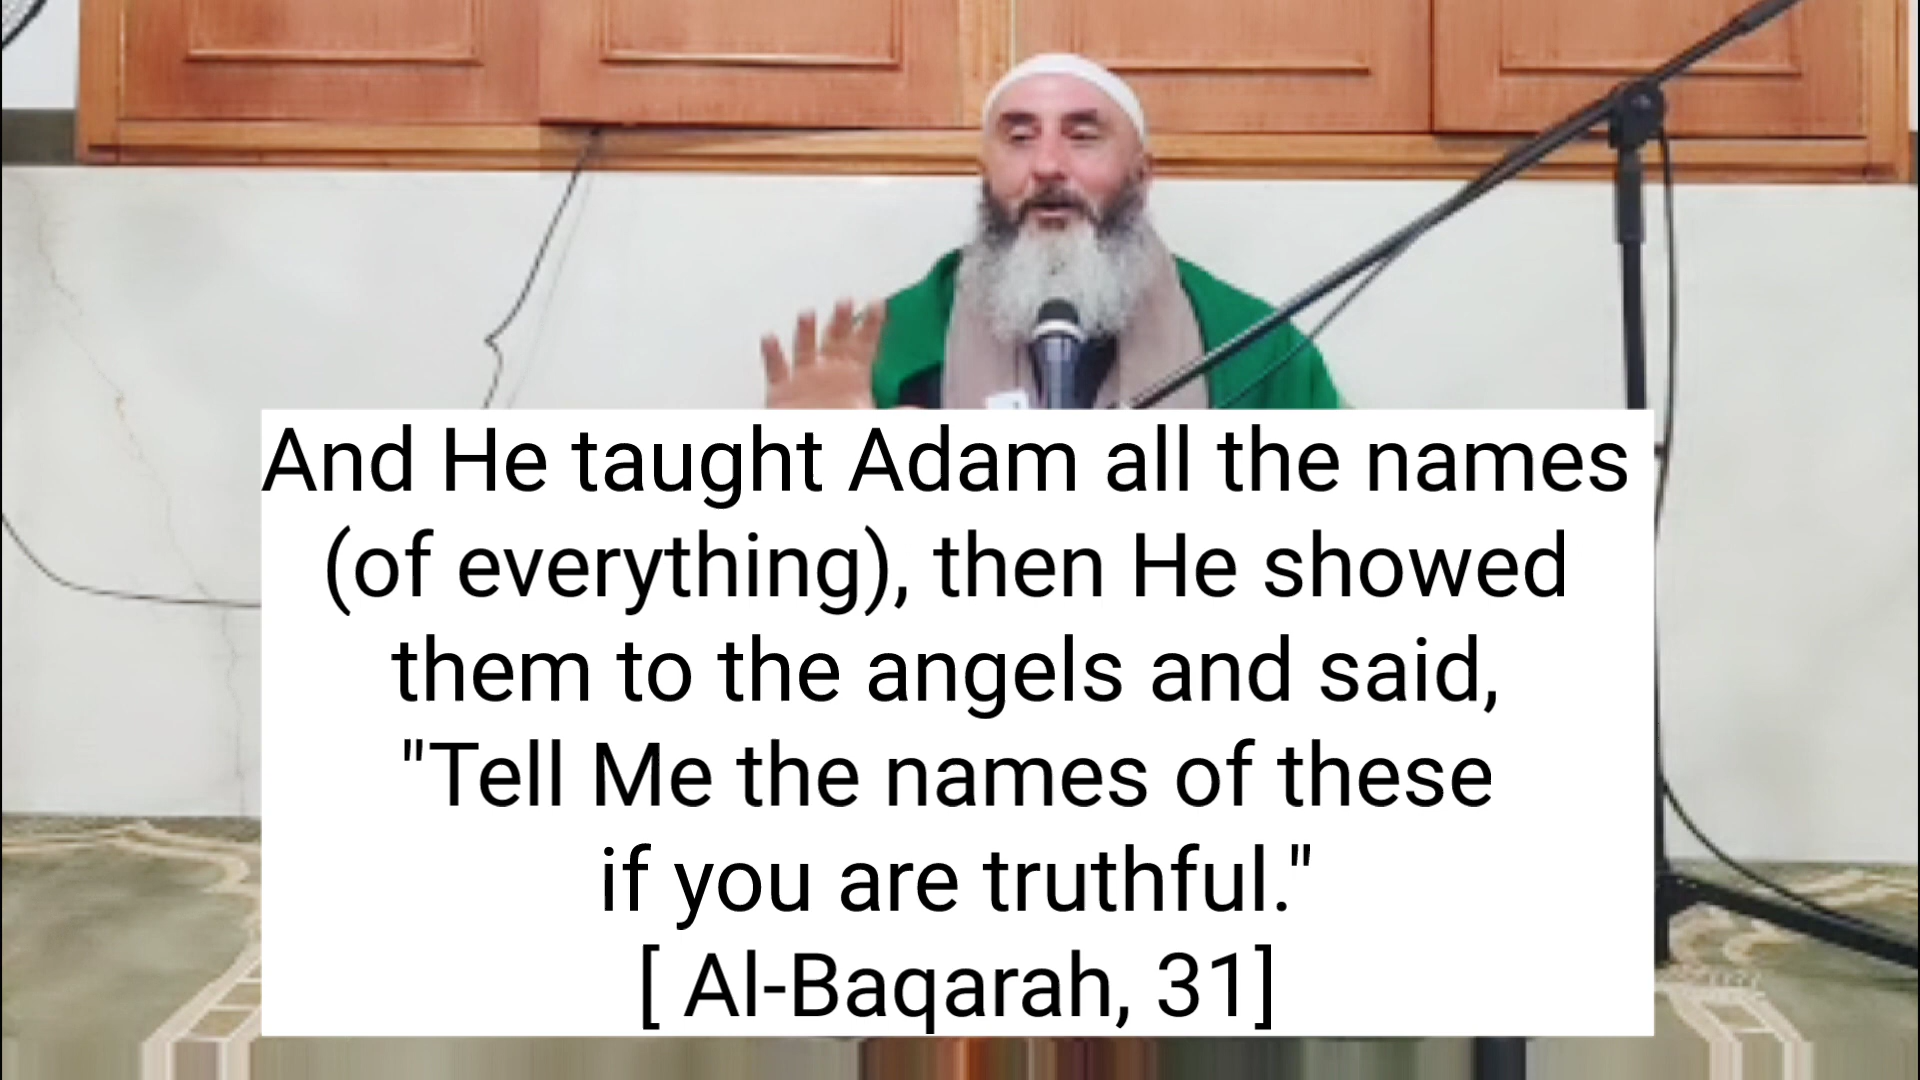 And He taught Adam all the names
(of everything), then He showed
them to the angels and said,
"Tell Me the names of these
if you are truthful."
[ Al-Baqarah, 31]